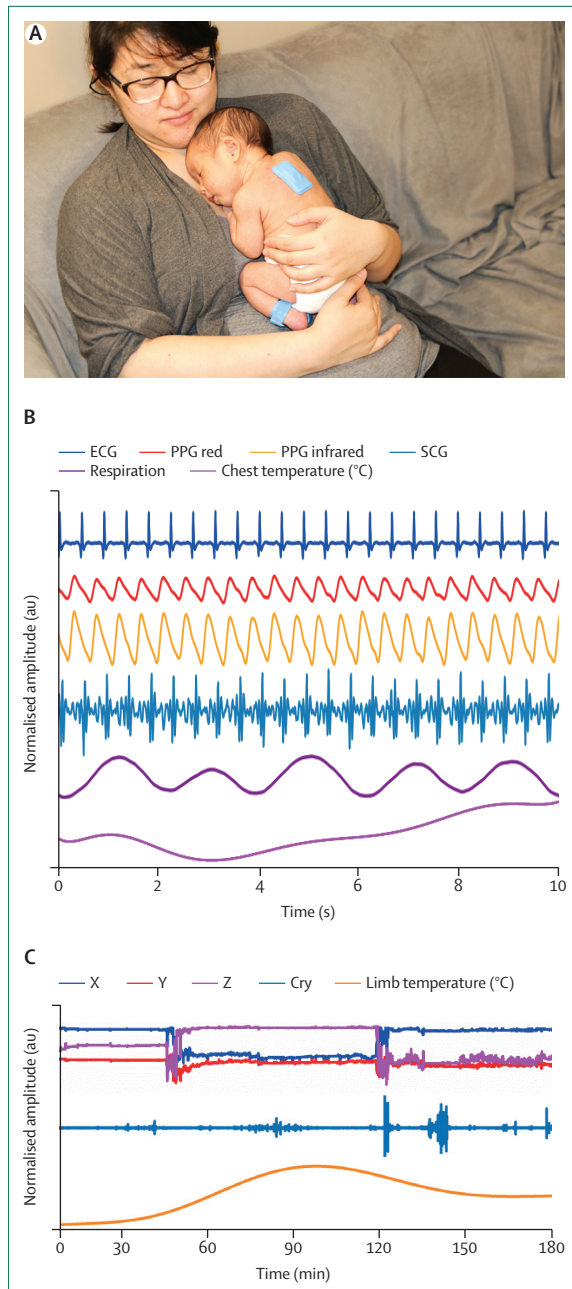 A
B
ECG PPG red PPG infrared SCG
Respiration Chest temperature (°C)
Normalised amplitude (au)
0 2 4 6 8 10
Time (s)
C
X Y Z Cry Limb temperature (°C)
Normalised amplitude (au)
0 30 60 90 120 150 180
Time (min)